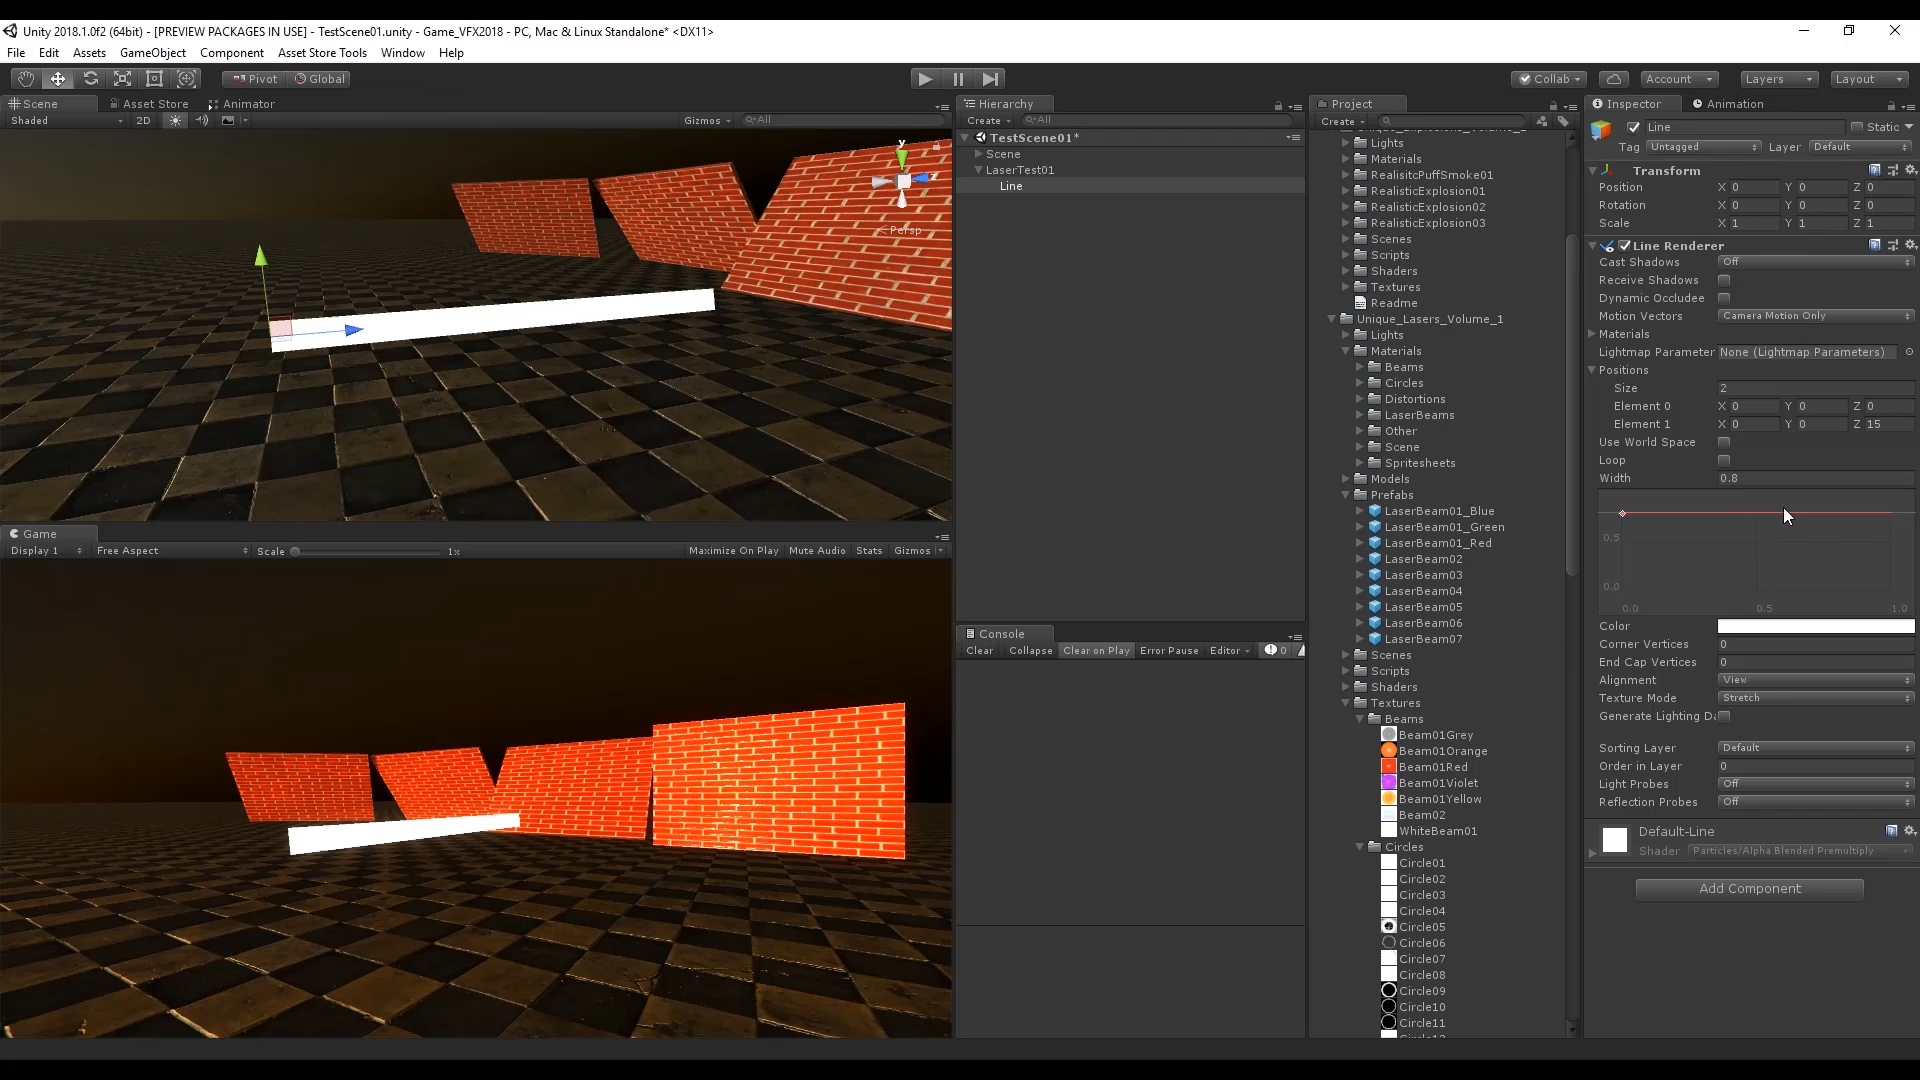 Unity 2018.1.0f2 (64bit) - [PREVIEW PACKAGES IN USE] - TestScene01.unity - Game_VFX2018 - PC, Mac & Linux Standalone* <DX11>
File Edit Assets GameObject Component Asset Store Tools Window Help
Pivot Global Collab Account Layers Layout
Scene Asset Store Animator
Shaded 2D Gizmos All
y
z
Persp
Game
Display 1 Free Aspect Scale 1x Maximize On Play Mute Audio Stats Gizmos
Hierarchy
Create All
TestScene01*
Scene
LaserTest01
Line
Console
Clear Collapse Clear on Play Error Pause Editor 0
Project
Create
Lights
Materials
RealisitcPuffSmoke01
RealisticExplosion01
RealisticExplosion02
RealisticExplosion03
Scenes
Scripts
Shaders
Textures
Readme
Unique_Lasers_Volume_1
Lights
Materials
Beams
Circles
Distortions
LaserBeams
Other
Scene
Spritesheets
Models
Prefabs
LaserBeam01_Blue
LaserBeam01_Green
LaserBeam01_Red
LaserBeam02
LaserBeam03
LaserBeam04
LaserBeam05
LaserBeam06
LaserBeam07
Scenes
Scripts
Shaders
Textures
Beams
Beam01Grey
Beam01Orange
Beam01Red
Beam01Violet
Beam01Yellow
Beam02
WhiteBeam01
Circles
Circle01
Circle02
Circle03
Circle04
Circle05
Circle06
Circle07
Circle08
Circle09
Circle10
Circle11
Inspector Animation
Line Static
Tag Untagged Layer Default
Transform
Position X 0 Y 0 Z 0
Rotation X 0 Y 0 Z 0
Scale X 1 Y 1 Z 1
Line Renderer
Cast Shadows Off
Receive Shadows
Dynamic Occludee
Motion Vectors Camera Motion Only
Materials
Lightmap Parameter None (Lightmap Parameters)
Positions
Size 2
Element 0 X 0 Y 0 Z 0
Element 1 X 0 Y 0 Z 15
Use World Space
Loop
Width 0.8
0.5
0.0
0.0 0.5 1.0
Color
Corner Vertices 0
End Cap Vertices 0
Alignment View
Texture Mode Stretch
Generate Lighting Da
Sorting Layer Default
Order in Layer 0
Light Probes Off
Reflection Probes Off
Default-Line
Shader Particles/Alpha Blended Premultiply
Add Component